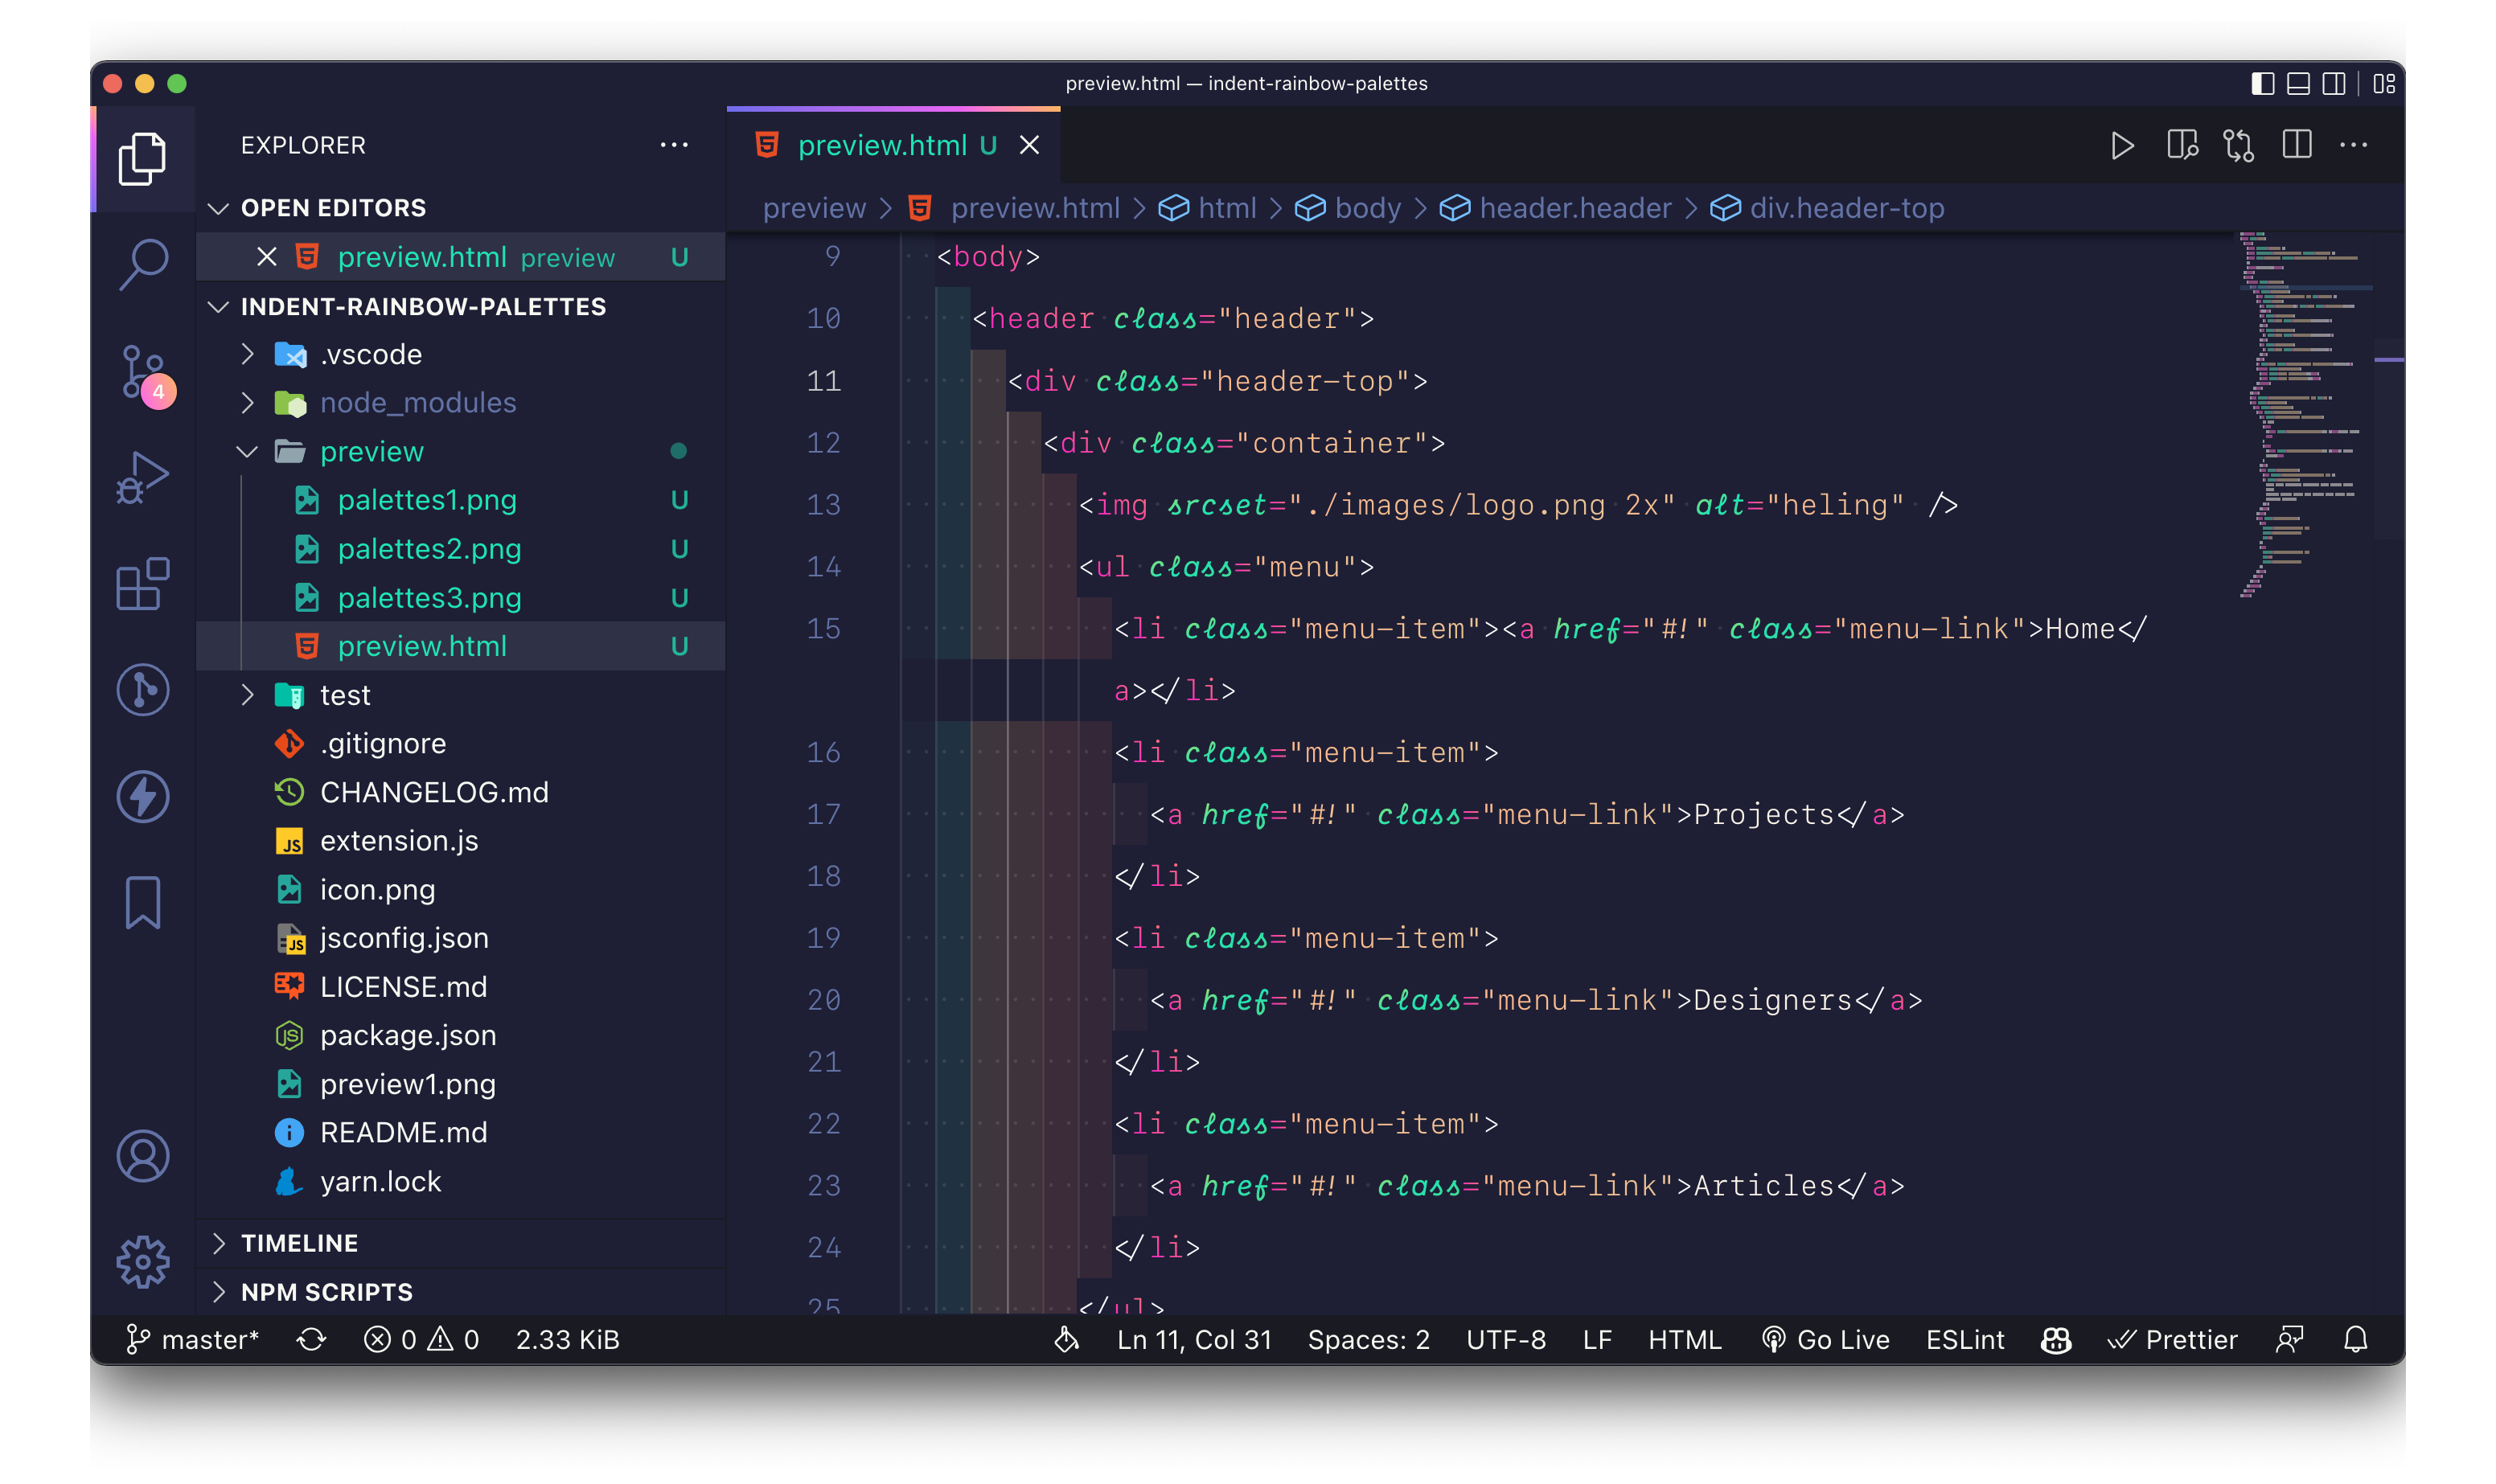 preview.html — indent-rainbow-palettes
EXPLORER
OPEN EDITORS
preview.html preview U
INDENT-RAINBOW-PALETTES
.vscode
node_modules
preview
palettes1.png U
palettes2.png U
palettes3.png U
preview.html U
test
.gitignore
CHANGELOG.md
JS extension.js
icon.png
JS jsconfig.json
LICENSE.md
JS package.json
preview1.png
README.md
yarn.lock
TIMELINE
NPM SCRIPTS
4
preview.html U
preview > preview.html > html > body > header.header > div.header-top
9 <body>
10 <header class="header">
11 <div class="header-top">
12 <div class="container">
13 <img srcset="./images/logo.png 2x" alt="heling" />
14 <ul class="menu">
15 <li class="menu-item"><a href="#!" class="menu-link">Home</
a></li>
16 <li class="menu-item">
17 <a href="#!" class="menu-link">Projects</a>
18 </li>
19 <li class="menu-item">
20 <a href="#!" class="menu-link">Designers</a>
21 </li>
22 <li class="menu-item">
23 <a href="#!" class="menu-link">Articles</a>
24 </li>
25 </ul>
master* 0 0 2.33 KiB Ln 11, Col 31 Spaces: 2 UTF-8 LF HTML Go Live ESLint Prettier